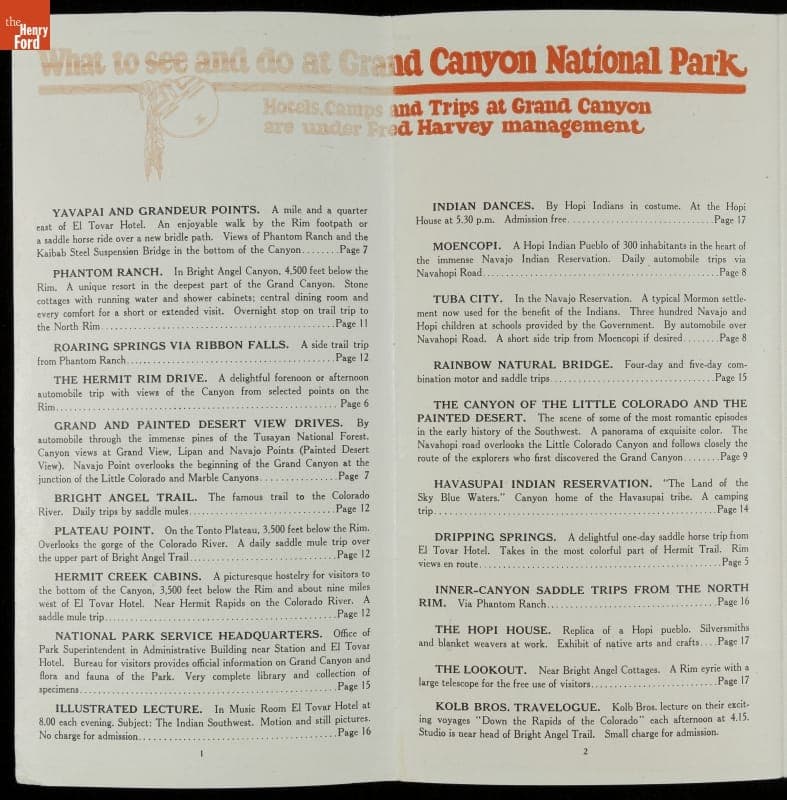 the
Henry
Ford
What to see and do at Grand Canyon National Park
Hotels, Camps and Trips at Grand Canyon
are under Fred Harvey management
YAVAPAI AND GRANDEUR POINTS. A mile and a quarter
east of El Tovar Hotel. An enjoyable walk by the Rim footpath or
a saddle horse ride over a new bridle path. Views of Phantom Ranch and the
Kaibab Steel Suspension Bridge in the bottom of the Canyon........Page 7
PHANTOM RANCH. In Bright Angel Canyon, 4,500 feet below the
Rim. A unique resort in the deepest part of the Grand Canyon. Stone
cottages with running water and shower cabinets; central dining room and
every comfort for a short or extended visit. Overnight stop on trail trip to
the North Rim................................................Page 11
ROARING SPRINGS VIA RIBBON FALLS. A side trail trip
from Phantom Ranch...........................................Page 12
THE HERMIT RIM DRIVE. A delightful forenoon or afternoon
automobile trip with views of the Canyon from selected points on the
Rim..........................................................Page 6
GRAND AND PAINTED DESERT VIEW DRIVES. By
automobile through the immense pines of the Tusayan National Forest.
Canyon views at Grand View, Lipan and Navajo Points (Painted Desert
View). Navajo Point overlooks the beginning of the Grand Canyon at the
junction of the Little Colorado and Marble Canyons................Page 7
BRIGHT ANGEL TRAIL. The famous trail to the Colorado
River. Daily trips by saddle mules..............................Page 12
PLATEAU POINT. On the Tonto Plateau, 3,500 feet below the Rim.
Overlooks the gorge of the Colorado River. A daily saddle mule trip over
the upper part of Bright Angel Trail............................Page 12
HERMIT CREEK CABINS. A picturesque hostelry for visitors to
the bottom of the Canyon, 3,500 feet below the Rim and about nine miles
west of El Tovar Hotel. Near Hermit Rapids on the Colorado River. A
saddle mule trip................................................Page 12
NATIONAL PARK SERVICE HEADQUARTERS. Office of
Park Superintendent in Administrative Building near Station and El Tovar
Hotel. Bureau for visitors provides official information on Grand Canyon and
flora and fauna of the Park. Very complete library and collection of
specimens.......................................................Page 15
ILLUSTRATED LECTURE. In Music Room El Tovar Hotel at
8.00 each evening. Subject: The Indian Southwest. Motion and still pictures.
No charge for admission.........................................Page 16
1
INDIAN DANCES. By Hopi Indians in costume. At the Hopi
House at 5.30 p.m. Admission free...............................Page 17
MOENCOPI. A Hopi Indian Pueblo of 300 inhabitants in the heart of
the immense Navajo Indian Reservation. Daily automobile trips via
Navahopi Road...................................................Page 8
TUBA CITY. In the Navajo Reservation. A typical Mormon settle-
ment now used for the benefit of the Indians. Three hundred Navajo and
Hopi children at schools provided by the Government. By automobile over
Navahopi Road. A short side trip from Moencopi if desired........Page 8
RAINBOW NATURAL BRIDGE. Four-day and five-day com-
bination motor and saddle trips.................................Page 15
THE CANYON OF THE LITTLE COLORADO AND THE
PAINTED DESERT. The scene of some of the most romantic episodes
in the early history of the Southwest. A panorama of exquisite color. The
Navahopi road overlooks the Little Colorado Canyon and follows closely the
route of the explorers who first discovered the Grand Canyon........Page 9
HAVASUPAI INDIAN RESERVATION. "The Land of the
Sky Blue Waters." Canyon home of the Havasupai tribe. A camping
trip............................................................Page 14
DRIPPING SPRINGS. A delightful one-day saddle horse trip from
El Tovar Hotel. Takes in the most colorful part of Hermit Trail. Rim
views en route..................................................Page 5
INNER-CANYON SADDLE TRIPS FROM THE NORTH
RIM. Via Phantom Ranch..........................................Page 16
THE HOPI HOUSE. Replica of a Hopi pueblo. Silversmiths
and blanket weavers at work. Exhibit of native arts and crafts....Page 17
THE LOOKOUT. Near Bright Angel Cottages. A Rim eyrie with a
large telescope for the free use of visitors....................Page 17
KOLB BROS. TRAVELOGUE. Kolb Bros. lecture on their excit-
ing voyages "Down the Rapids of the Colorado" each afternoon at 4.15.
Studio is near head of Bright Angel Trail. Small charge for admission.
2